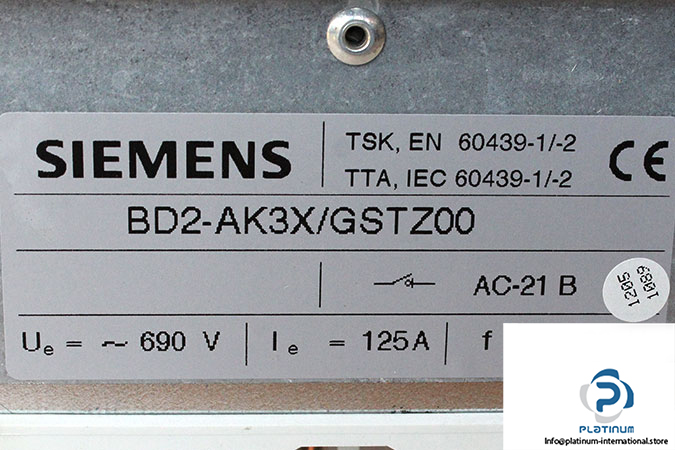 SIEMENS
TSK, EN 60439-1/-2
TTA, IEC 60439-1/-2
CE
BD2-AK3X/GSTZ00
AC-21 B
1205
10089
Ue = ~ 690 V
Ie = 125A
f
PLATINUM
Info@platinum-international.store